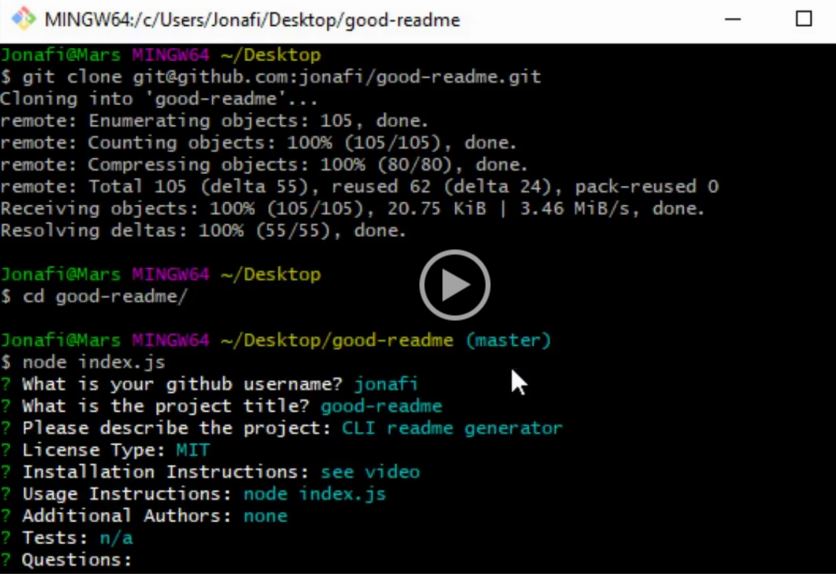 MINGW64:/c/Users/Jonafi/Desktop/good-readme
Jonafi@Mars MINGW64 ~/Desktop
$ git clone git@github.com:jonafi/good-readme.git
Cloning into 'good-readme'...
remote: Enumerating objects: 105, done.
remote: Counting objects: 100% (105/105), done.
remote: Compressing objects: 100% (80/80), done.
remote: Total 105 (delta 55), reused 62 (delta 24), pack-reused 0
Receiving objects: 100% (105/105), 20.75 KiB | 3.46 MiB/s, done.
Resolving deltas: 100% (55/55), done.
Jonafi@Mars MINGW64 ~/Desktop
$ cd good-readme/
Jonafi@Mars MINGW64 ~/Desktop/good-readme (master)
$ node index.js
? What is your github username? jonafi
? What is the project title? good-readme
? Please describe the project: CLI readme generator
? License Type: MIT
? Installation Instructions: see video
? Usage Instructions: node index.js
? Additional Authors: none
? Tests: n/a
? Questions: